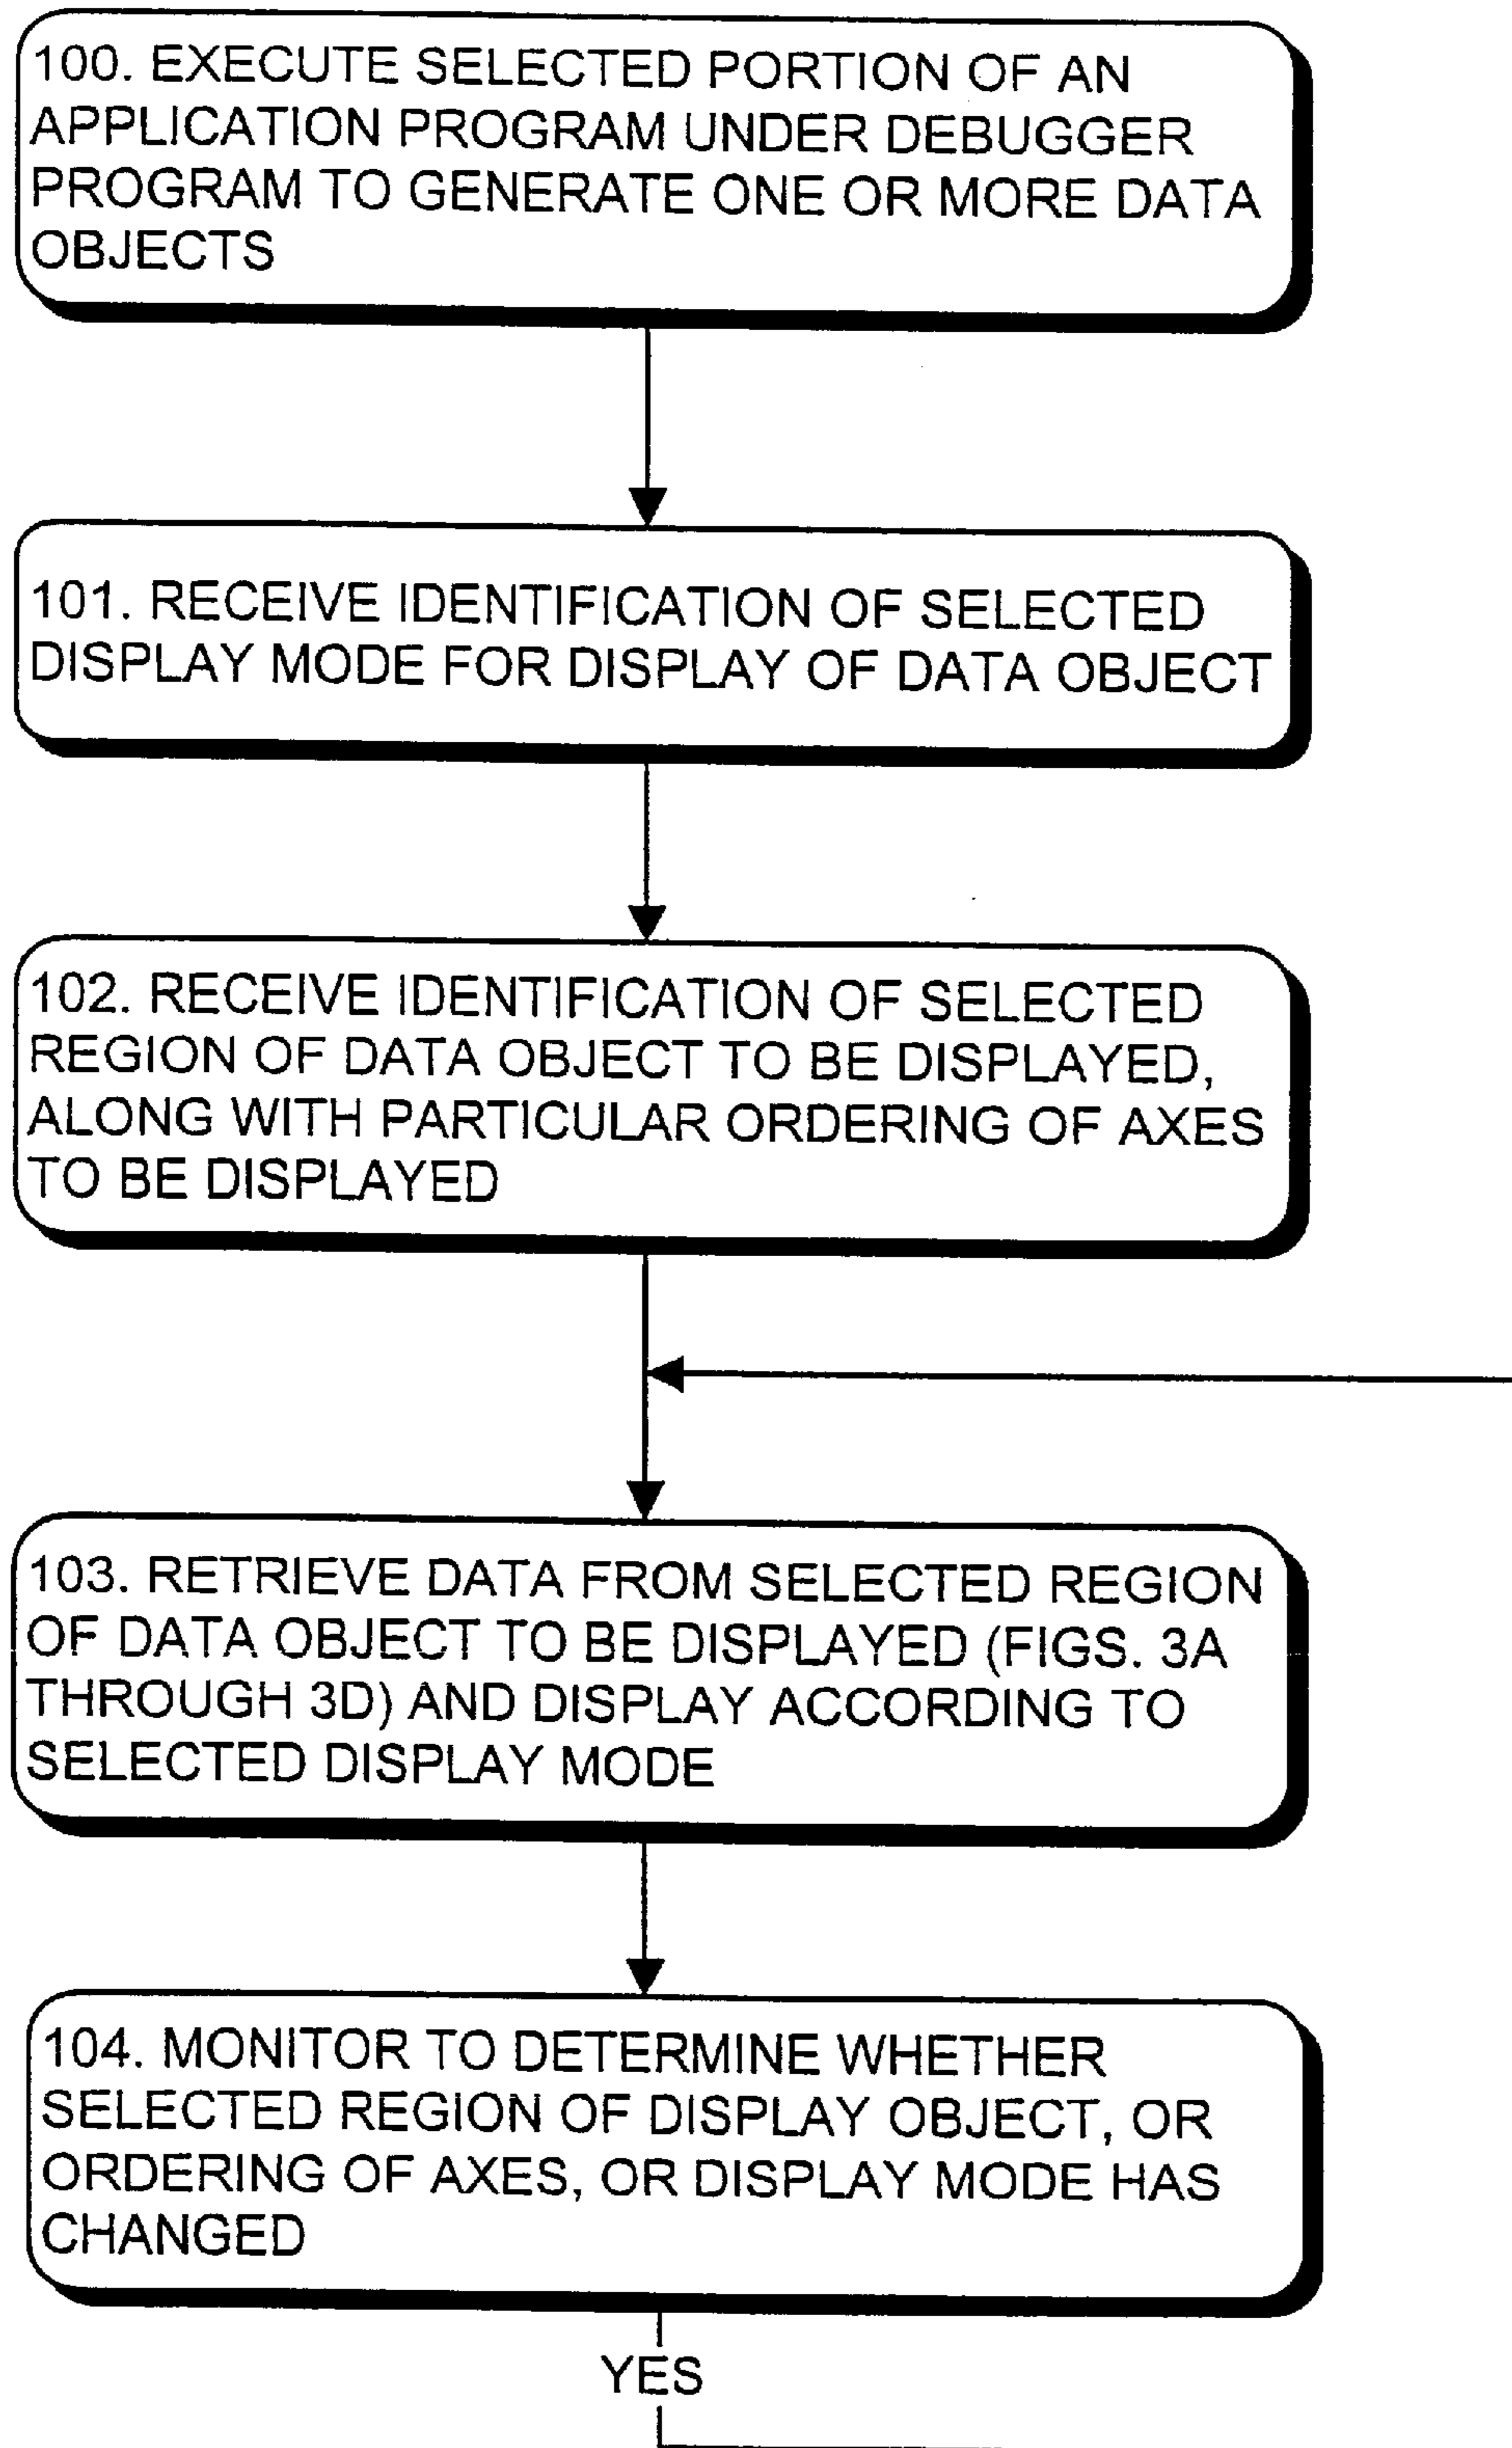 100. EXECUTE SELECTED PORTION OF AN
APPLICATION PROGRAM UNDER DEBUGGER
PROGRAM TO GENERATE ONE OR MORE DATA
OBJECTS
101. RECEIVE IDENTIFICATION OF SELECTED
DISPLAY MODE FOR DISPLAY OF DATA OBJECT
102. RECEIVE IDENTIFICATION OF SELECTED
REGION OF DATA OBJECT TO BE DISPLAYED,
ALONG WITH PARTICULAR ORDERING OF AXES
TO BE DISPLAYED
103. RETRIEVE DATA FROM SELECTED REGION
OF DATA OBJECT TO BE DISPLAYED (FIGS. 3A
THROUGH 3D) AND DISPLAY ACCORDING TO
SELECTED DISPLAY MODE
104. MONITOR TO DETERMINE WHETHER
SELECTED REGION OF DISPLAY OBJECT, OR
ORDERING OF AXES, OR DISPLAY MODE HAS
CHANGED
YES